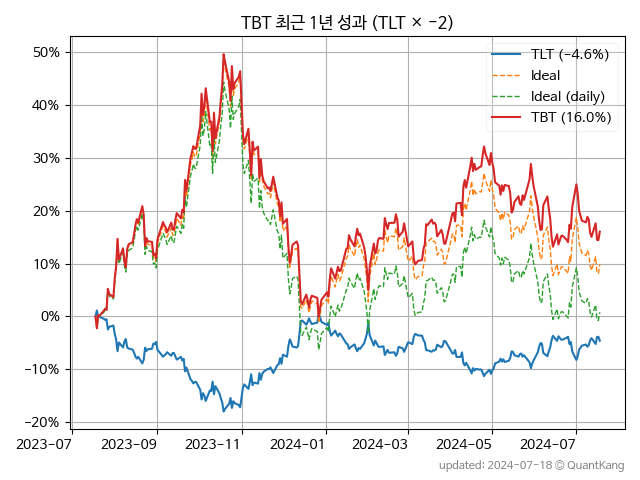 TBT 최근 1년 성과 (TLT × −2)
50%
40%
30%
20%
10%
0%
−10%
−20%
TLT (−4.6%)
Ideal
Ideal (daily)
TBT (16.0%)
2023-07
2023-09
2023-11
2024-01
2024-03
2024-05
2024-07
updated: 2024-07-18 © QuantKang